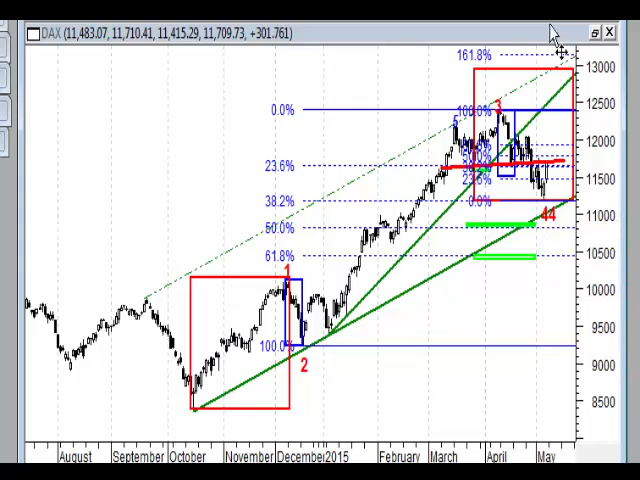 DAX (11,483.07, 11,710.41, 11,415.29, 11,709.73, +301.761)
161.8%
13000
0.0%
100.0%
3
12500
5
12000
23.6%
23.6%
11500
38.2%
0.0%
44
11000
50.0%
10500
61.8%
1
10000
9500
100.0%
2
9000
8500
August
September
October
November
December
2015
February
March
April
May